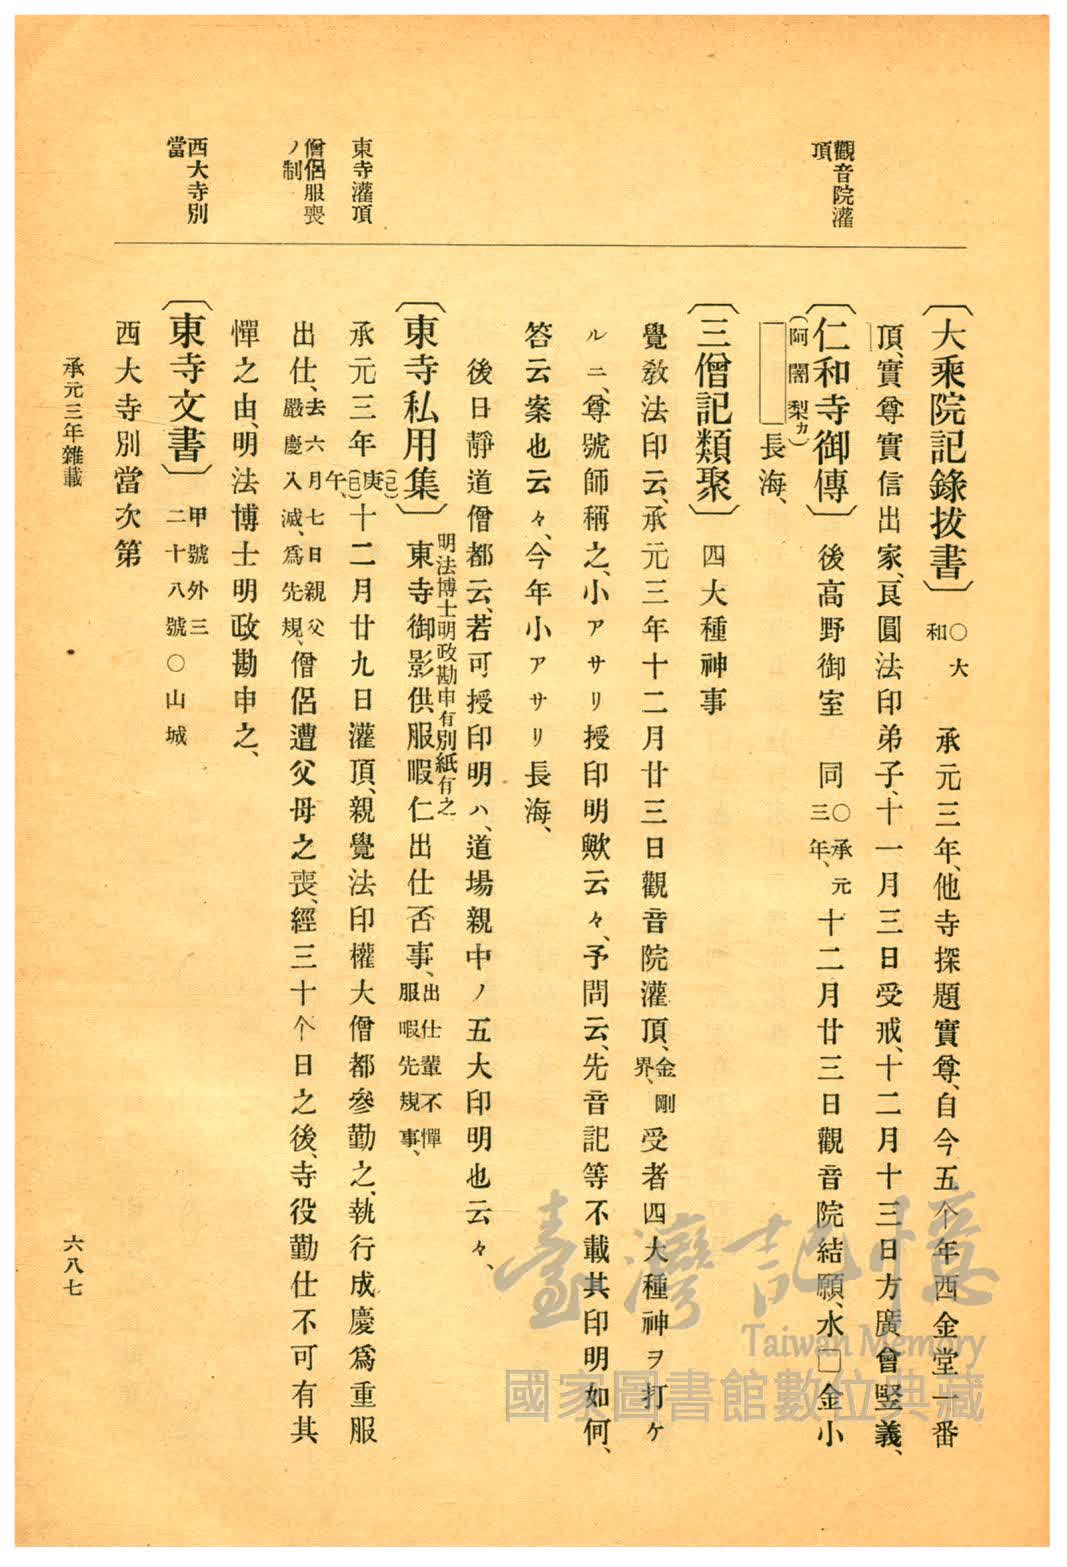 觀音院灌
頂
東寺灌頂
僧侶服喪
ノ制
西大寺別
當
〔大乘院記錄拔書〕○大和 承元三年、他寺探題實尊、自今五个年西金堂一番
頂、實尊實信出家、良圓法印弟子、十一月三日受戒、十二月十三日方廣會竪義、
〔仁和寺御傳〕後高野御室 同○承元三年、十二月廿三日觀音院結願、水□金小
(阿闍梨カ)
長海、
〔三僧記類聚〕四大種神事
覺敎法印云、承元三年十二月廿三日觀音院灌頂、金剛界、受者四大種神ヲ打ケ
ルニ、尊號師稱之、小アサリ授印明歟云々、予問云、先音記等不載其印明如何、
答云案也云々、今年小アサリ長海、
後日靜道僧都云、若可授印明ハ、道場親中ノ五大印明也云々、
明法博士明政勘申有別紙有之
〔東寺私用集〕東寺御影供服暇仁出仕否事、出仕輩不憚服暇先規事、
承元三年庚午、(己巳)十二月廿九日灌頂、親覺法印權大僧都參勤之、執行成慶爲重服
出仕、去六月七日親父嚴慶入滅、爲先規、僧侶遭父母之喪、經三十个日之後、寺役勤仕不可有其
憚之由、明法博士明政勘申之、
〔東寺文書〕甲號外三二十八號○山城
西大寺別當次第
承元三年雜載
六八七
臺灣記憶
Taiwan Memory
國家圖書館數位典藏